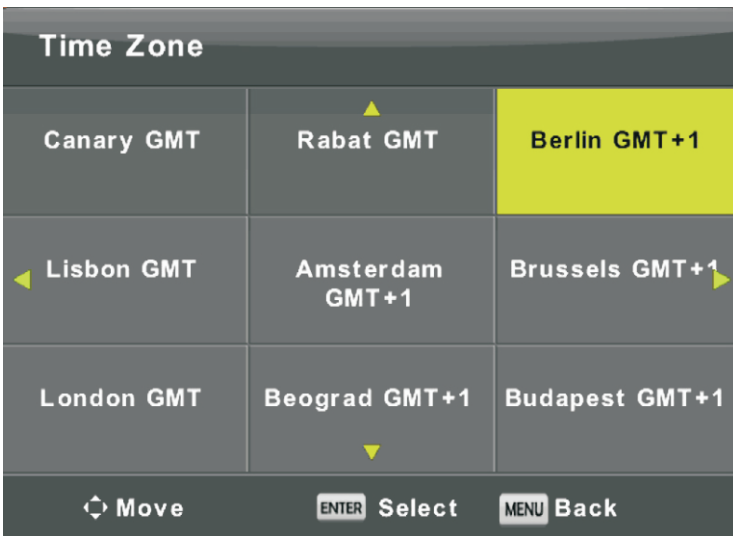 Time Zone
Canary GMT
Rabat GMT
Berlin GMT+1
Lisbon GMT
Amsterdam
GMT+1
Brussels GMT+1
London GMT
Beograd GMT+1
Budapest GMT+1
Move
ENTER Select
MENU Back